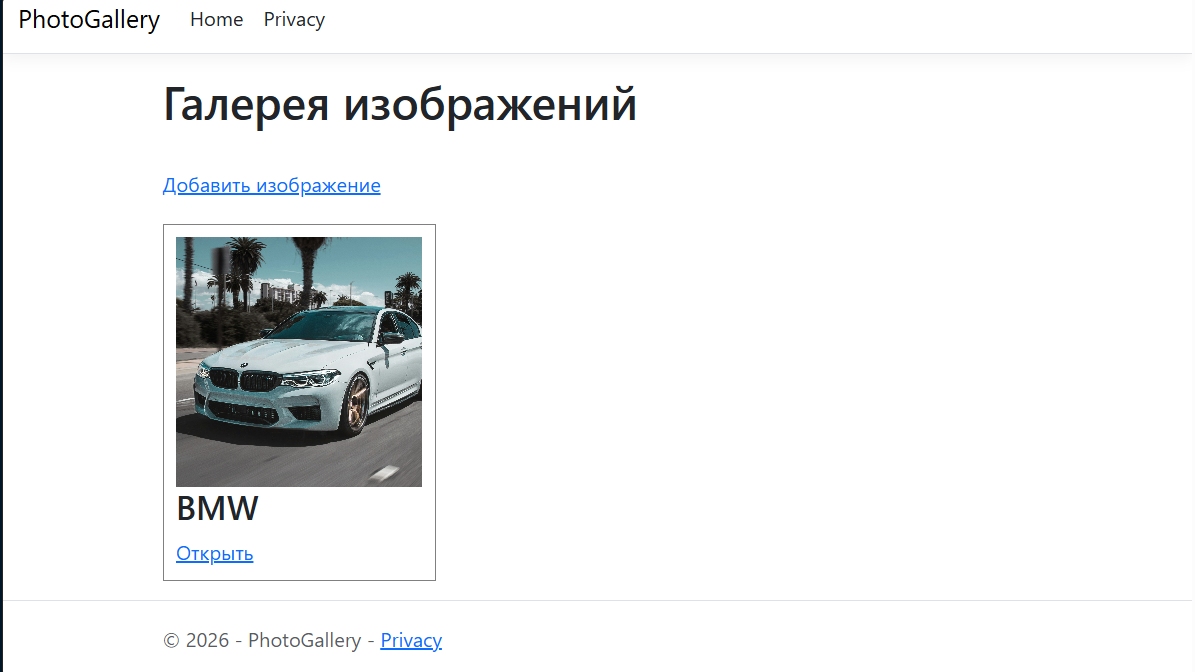 PhotoGallery Home Privacy
Галерея изображений
Добавить изображение
BMW
Открыть
© 2026 - PhotoGallery - Privacy